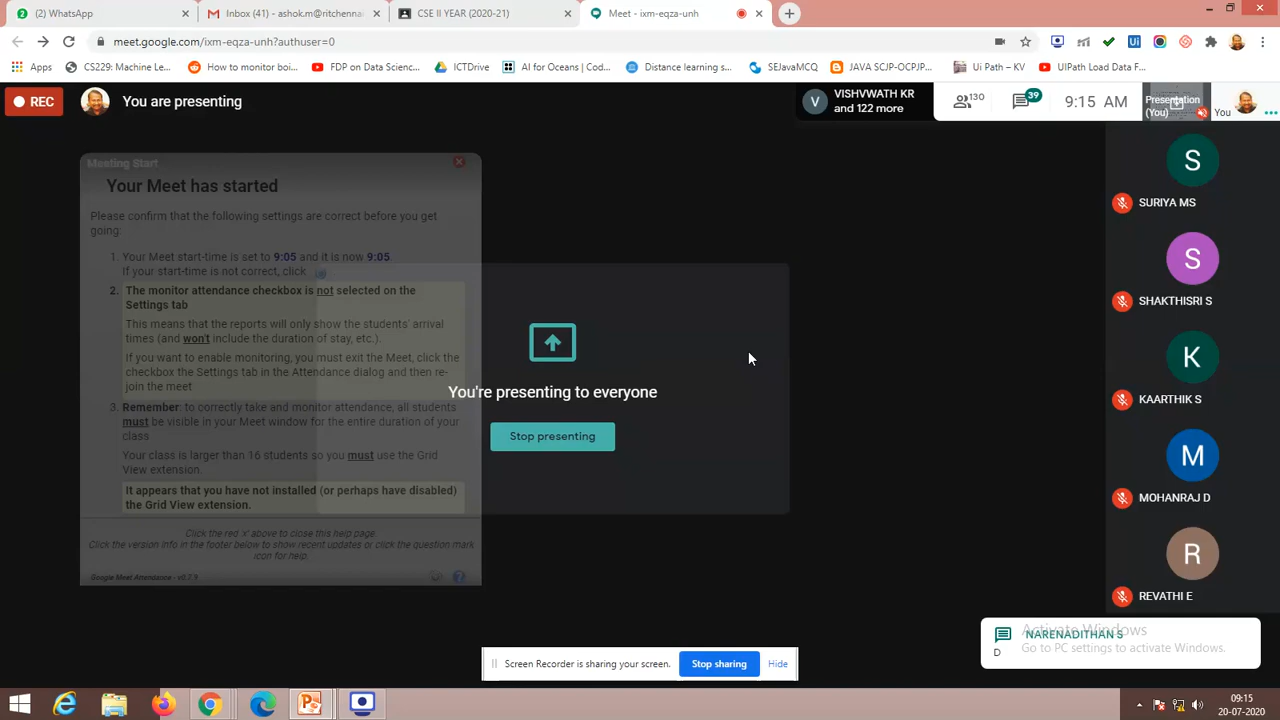 (2) WhatsApp
Inbox (41) - ashok.m@ritchennai
CSE II YEAR (2020-21)
Meet - ixm-eqza-unh
meet.google.com/ixm-eqza-unh?authuser=0
Apps
CS229: Machine Le...
How to monitor boi...
FDP on Data Scienc...
ICTDrive
AI for Oceans | Cod...
Distance learning s...
SEJavaMCQ
JAVA SCJP-OCPJP...
Ui Path – KV
UIPath Load Data F...
REC
You are presenting
V
VISHVWATH KR
and 122 more
130
39
9:15 AM
Presentation
(You)
You
Meeting Start
Your Meet has started
Please confirm that the following settings are correct before you get
going:
1. Your Meet start-time is set to 9:05 and it is now 9:05.
If your start-time is not correct, click
2. The monitor attendance checkbox is not selected on the
Settings tab
This means that the reports will only show the students' arrival
times (and won't include the duration of stay, etc.).
If you want to enable monitoring, you must exit the Meet, click the
checkbox the Settings tab in the Attendance dialog and then re-
join the meet
3. Remember: to correctly take and monitor attendance, all students
must be visible in your Meet window for the entire duration of your
class
Your class is larger than 16 students so you must use the Grid
View extension.
It appears that you have not installed (or perhaps have disabled)
the Grid View extension.
Click the red 'x' above to close this help page.
Click the version info in the footer below to show recent updates or click the question mark
icon for help.
Google Meet Attendance - v0.7.9
You're presenting to everyone
Stop presenting
S
SURIYA MS
S
SHAKTHISRI S
K
KAARTHIK S
M
MOHANRAJ D
R
REVATHI E
NARENADITHAN S
D
Activate Windows
Go to PC settings to activate Windows.
Screen Recorder is sharing your screen.
Stop sharing
Hide
09:15
20-07-2020